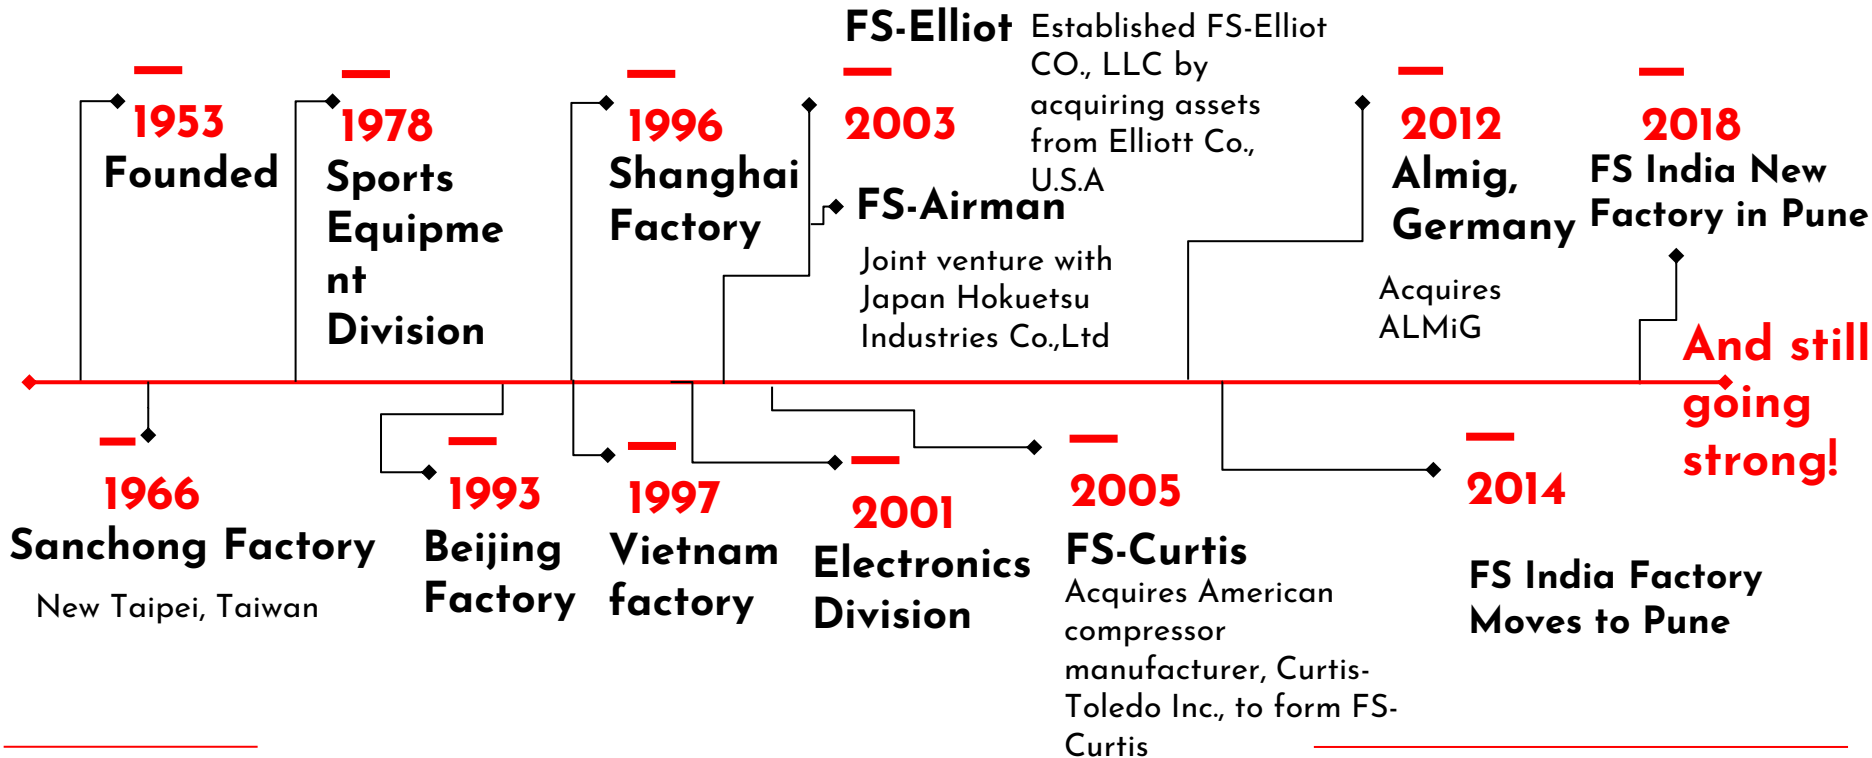 1953
Founded
1978
Sports
Equipme
nt
Division
1996
Shanghai
Factory
FS-Elliot
2003
Established FS-Elliot
CO., LLC by
acquiring assets
from Elliott Co.,
U.S.A
FS-Airman
Joint venture with
Japan Hokuetsu
Industries Co.,Ltd
2012
Almig,
Germany
Acquires
ALMiG
2018
FS India New
Factory in Pune
And still
going
strong!
1966
Sanchong Factory
New Taipei, Taiwan
1993
Beijing
Factory
1997
Vietnam
factory
2001
Electronics
Division
2005
FS-Curtis
Acquires American
compressor
manufacturer, Curtis-
Toledo Inc., to form FS-
Curtis
2014
FS India Factory
Moves to Pune